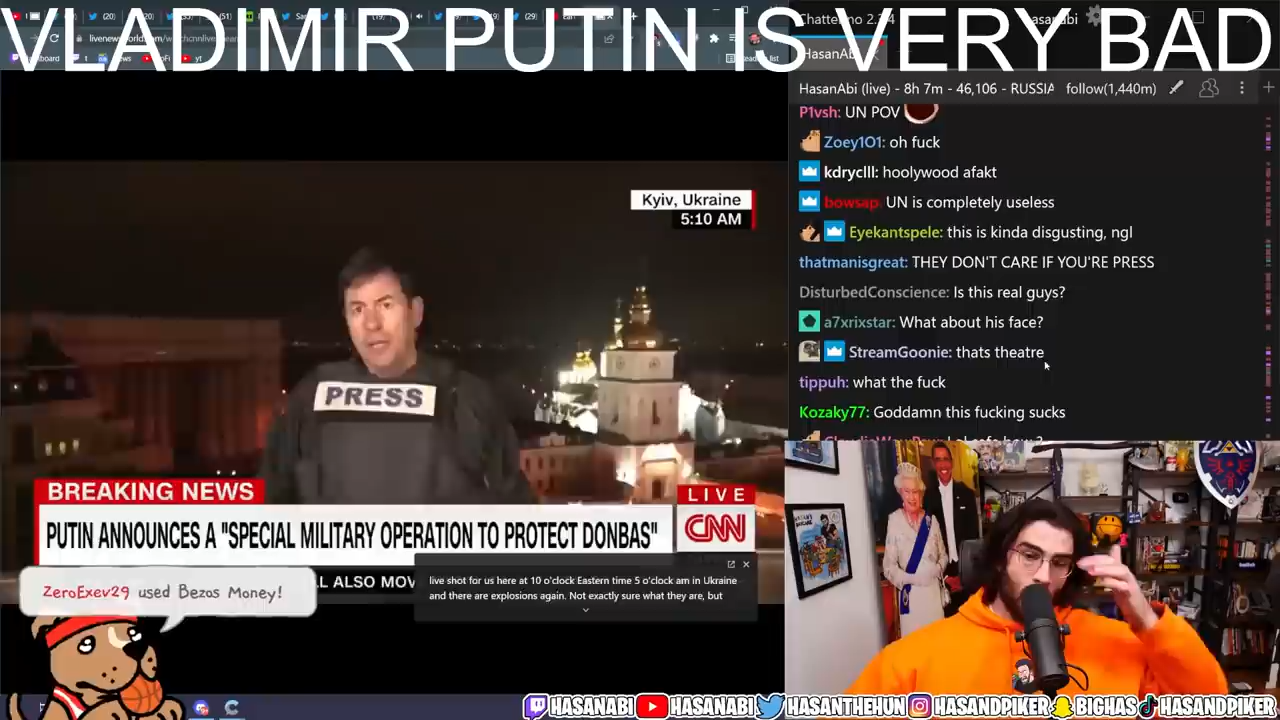 VLADIMIR PUTIN IS VERY BAD
HasanAbi (live) - 8h 7m - 46,106 - RUSSIA
follow(1,440m)
P1vsh: UN POV
Zoey1O1: oh fuck
kdryclll: hoolywood afakt
bowsap: UN is completely useless
Eyekantspele: this is kinda disgusting, ngl
thatmanisgreat: THEY DON'T CARE IF YOU'RE PRESS
DisturbedConscience: Is this real guys?
a7xrixstar: What about his face?
StreamGoonie: thats theatre
tippuh: what the fuck
Kozaky77: Goddamn this fucking sucks
Kyiv, Ukraine
5:10 AM
PRESS
BREAKING NEWS
LIVE
PUTIN ANNOUNCES A "SPECIAL MILITARY OPERATION TO PROTECT DONBAS"
CNN
ALSO
live shot for us here at 10 o'clock Eastern time 5 o'clock am in Ukraine
and there are explosions again. Not exactly sure what they are, but
ZeroExev29 used Bezos Money!
HASANABI
HASANABI
HASANTHEHUN
HASANDPIKER
BIGHAS
HASANDPIKER